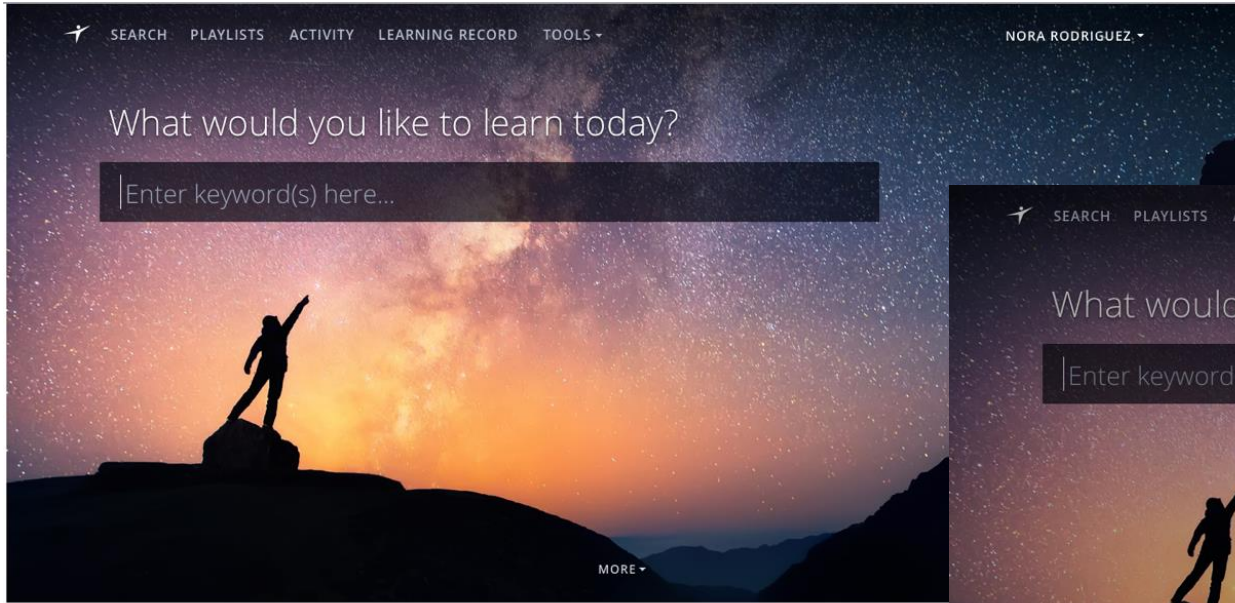 SEARCH PLAYLISTS ACTIVITY LEARNING RECORD TOOLS
NORA RODRIGUEZ
What would you like to learn today?
Enter keyword(s) here...
MORE
SEARCH PLAYLISTS
What would
Enter keyword